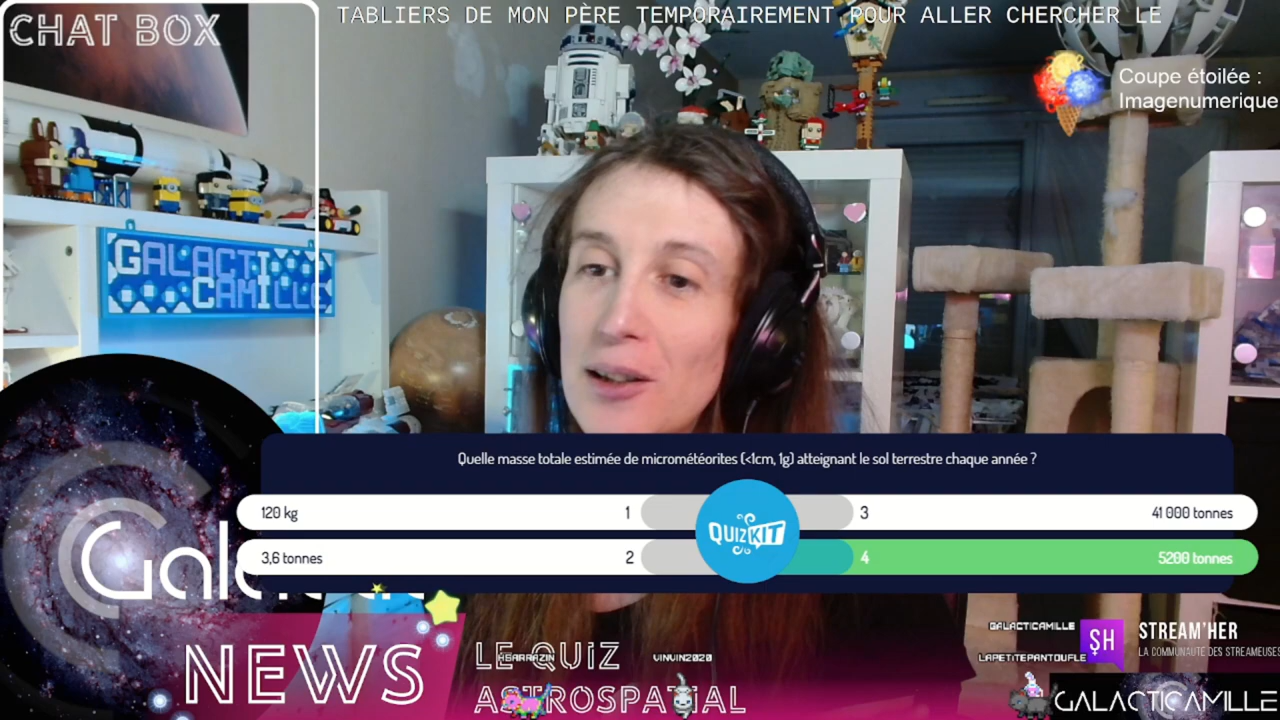 TABLIERS DE MON PÈRE TEMPORAIREMENT POUR ALLER CHERCHER LE
CHAT BOX
Coupe étoilée :
Imagenumerique
GALACTI
CAMILLE
Quelle masse totale estimée de micrométéorites (<1cm, 1g) atteignant le sol terrestre chaque année ?
120 kg 1
3 41 000 tonnes
QUIZKIT
3,6 tonnes 2
4 5200 tonnes
NEWS
LE QUIZ
ASTROSPATIAL
HSARRAZIN
VINVIN2020
GALACTICAMILLE
LAPETITEPANTOUFLE
SH
STREAM'HER
LA COMMUNAUTÉ DES STREAMEUSES
GALACTICAMILLE